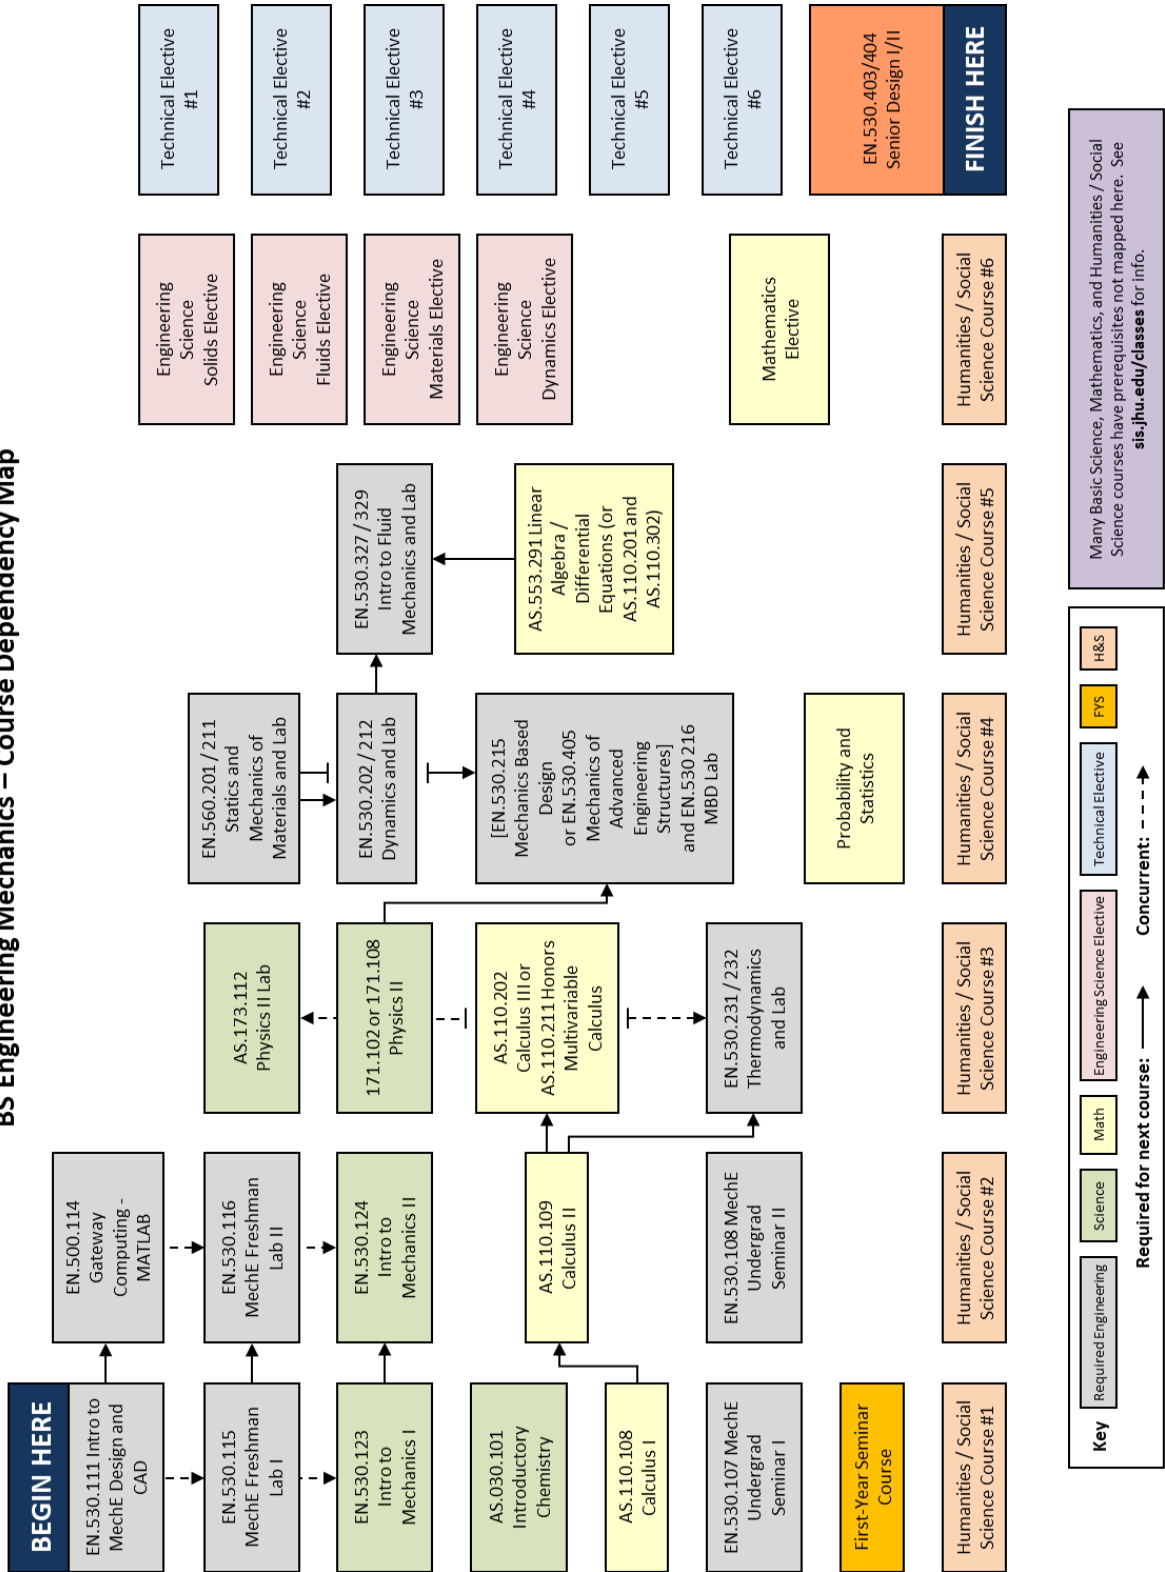 BS Engineering Mechanics – Course Dependency Map
BEGIN HERE
EN.530.111 Intro to
MechE Design and
CAD
EN.530.115
MechE Freshman
Lab I
EN.530.123
Intro to
Mechanics I
AS.030.101
Introductory
Chemistry
AS.110.108
Calculus I
EN.530.107 MechE
Undergrad
Seminar I
First-Year Seminar
Course
Humanities / Social
Science Course #1
EN.500.114
Gateway
Computing -
MATLAB
EN.530.116
MechE Freshman
Lab II
EN.530.124
Intro to
Mechanics II
AS.110.109
Calculus II
EN.530.108 MechE
Undergrad
Seminar II
Humanities / Social
Science Course #2
AS.173.112
Physics II Lab
171.102 or 171.108
Physics II
AS.110.202
Calculus III or
AS.110.211 Honors
Multivariable
Calculus
EN.530.231 / 232
Thermodynamics
and Lab
Humanities / Social
Science Course #3
EN.560.201 / 211
Statics and
Mechanics of
Materials and Lab
EN.530.202 / 212
Dynamics and Lab
[EN.530.215
Mechanics Based
Design
or EN.530.405
Mechanics of
Advanced
Engineering
Structures]
and EN.530 216
MBD Lab
Probability and
Statistics
Humanities / Social
Science Course #4
EN.530.327 / 329
Intro to Fluid
Mechanics and Lab
AS.553.291 Linear
Algebra /
Differential
Equations (or
AS.110.201 and
AS.110.302)
Humanities / Social
Science Course #5
Engineering
Science
Solids Elective
Engineering
Science
Fluids Elective
Engineering
Science
Materials Elective
Engineering
Science
Dynamics Elective
Mathematics
Elective
Humanities / Social
Science Course #6
Technical Elective
#1
Technical Elective
#2
Technical Elective
#3
Technical Elective
#4
Technical Elective
#5
Technical Elective
#6
EN.530.403/404
Senior Design I/II
FINISH HERE
Key
Required Engineering
Science
Math
Engineering Science Elective
Technical Elective
FYS
H&S
Required for next course:
Concurrent:
Many Basic Science, Mathematics, and Humanities / Social
Science courses have prerequisites not mapped here. See
sis.jhu.edu/classes for info.